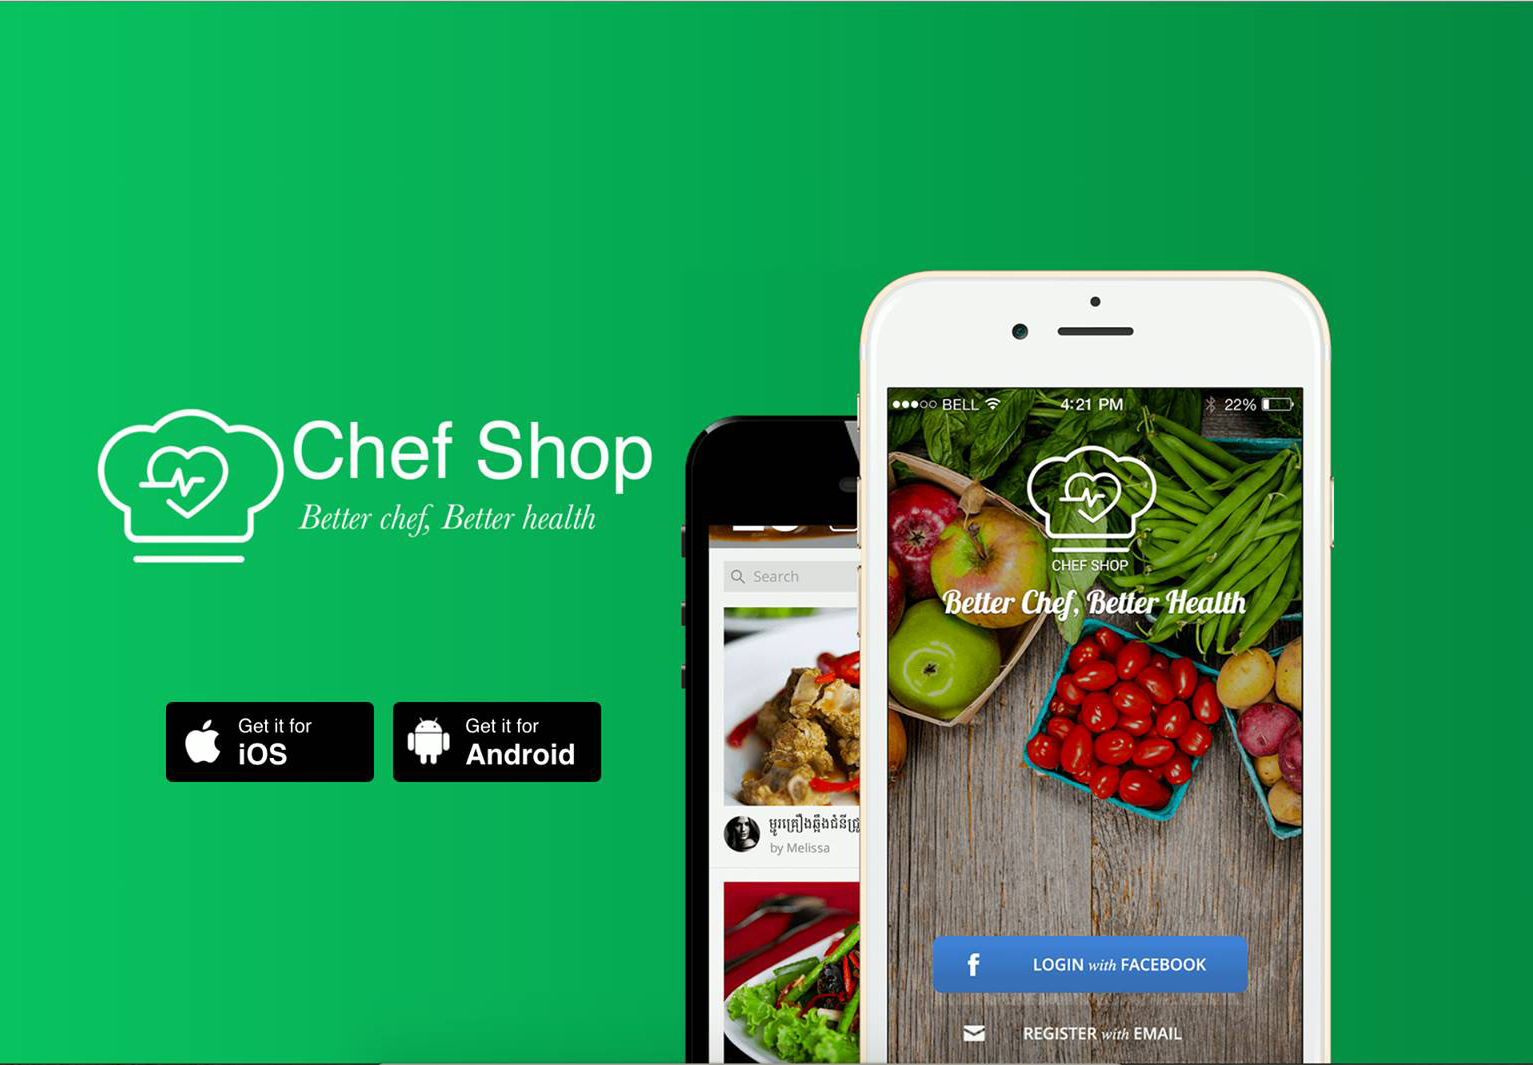 Chef Shop
Better chef, Better health
Get it for
iOS
Get it for
Android
Search
by Melissa
BELL
4:21 PM
22%
CHEF SHOP
Better Chef, Better Health
f
LOGIN with FACEBOOK
REGISTER with EMAIL